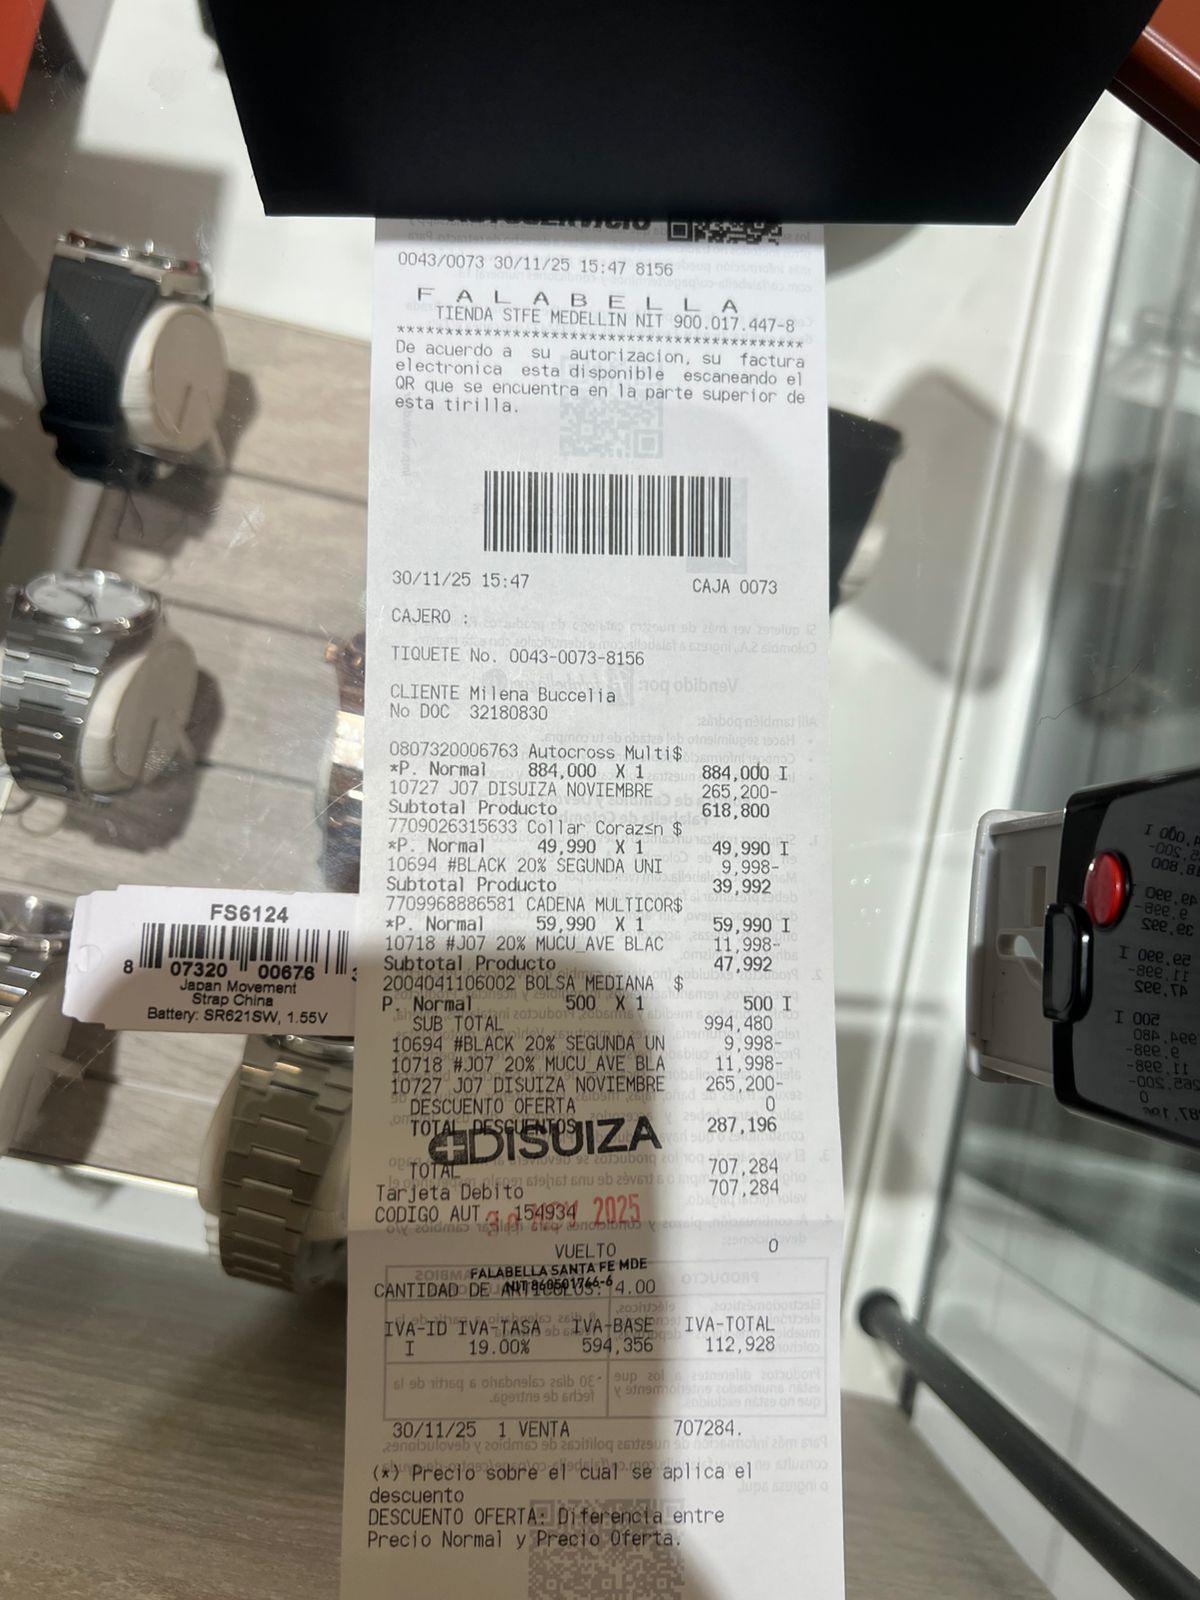 0043/0073 30/11/25 15:47 8156
F A L A B E L L A
TIENDA STFE MEDELLIN NIT 900.017.447-8
******************************************
De acuerdo a su autorizacion, su factura
electronica esta disponible escaneando el
QR que se encuentra en la parte superior de
esta tirilla.
30/11/25 15:47 CAJA 0073
CAJERO :
TIQUETE No. 0043-0073-8156
CLIENTE Milena Buccelia
No DOC 32180830
0807320006763 Autocross Multi$
*P. Normal 884,000 X 1 884,000 I
10727 J07 DISUIZA NOVIEMBRE 265,200-
Subtotal Producto 618,800
7709026315633 Collar Coraz≤n $
*P. Normal 49,990 X 1 49,990 I
10694 #BLACK 20% SEGUNDA UNI 9,998-
Subtotal Producto 39,992
7709968886581 CADENA MULTICOR$
*P. Normal 59,990 X 1 59,990 I
10718 #J07 20% MUCU_AVE BLAC 11,998-
Subtotal Producto 47,992
2004041106002 BOLSA MEDIANA $
P. Normal 500 X 1 500 I
SUB TOTAL 994,480
10694 #BLACK 20% SEGUNDA UN 9,998-
10718 #J07 20% MUCU_AVE BLA 11,998-
10727 J07 DISUIZA NOVIEMBRE 265,200-
DESCUENTO OFERTA 0
TOTAL DESCUENTOS 287,196
DISUIZA
TOTAL 707,284
Tarjeta Debito 707,284
CODIGO AUT 154934
30 NOV 2025
VUELTO 0
FALABELLA SANTA FE MDE
NIT 860501766-6
CANTIDAD DE ARTICULOS: 4.00
IVA-ID IVA-TASA IVA-BASE IVA-TOTAL
I 19.00% 594,356 112,928
30/11/25 1 VENTA 707284.
(*) Precio sobre el cual se aplica el
descuento
DESCUENTO OFERTA: Diferencia entre
Precio Normal y Precio Oferta.
FS6124
8 07320 00676 3
Japan Movement
Strap China
Battery: SR621SW, 1.55V